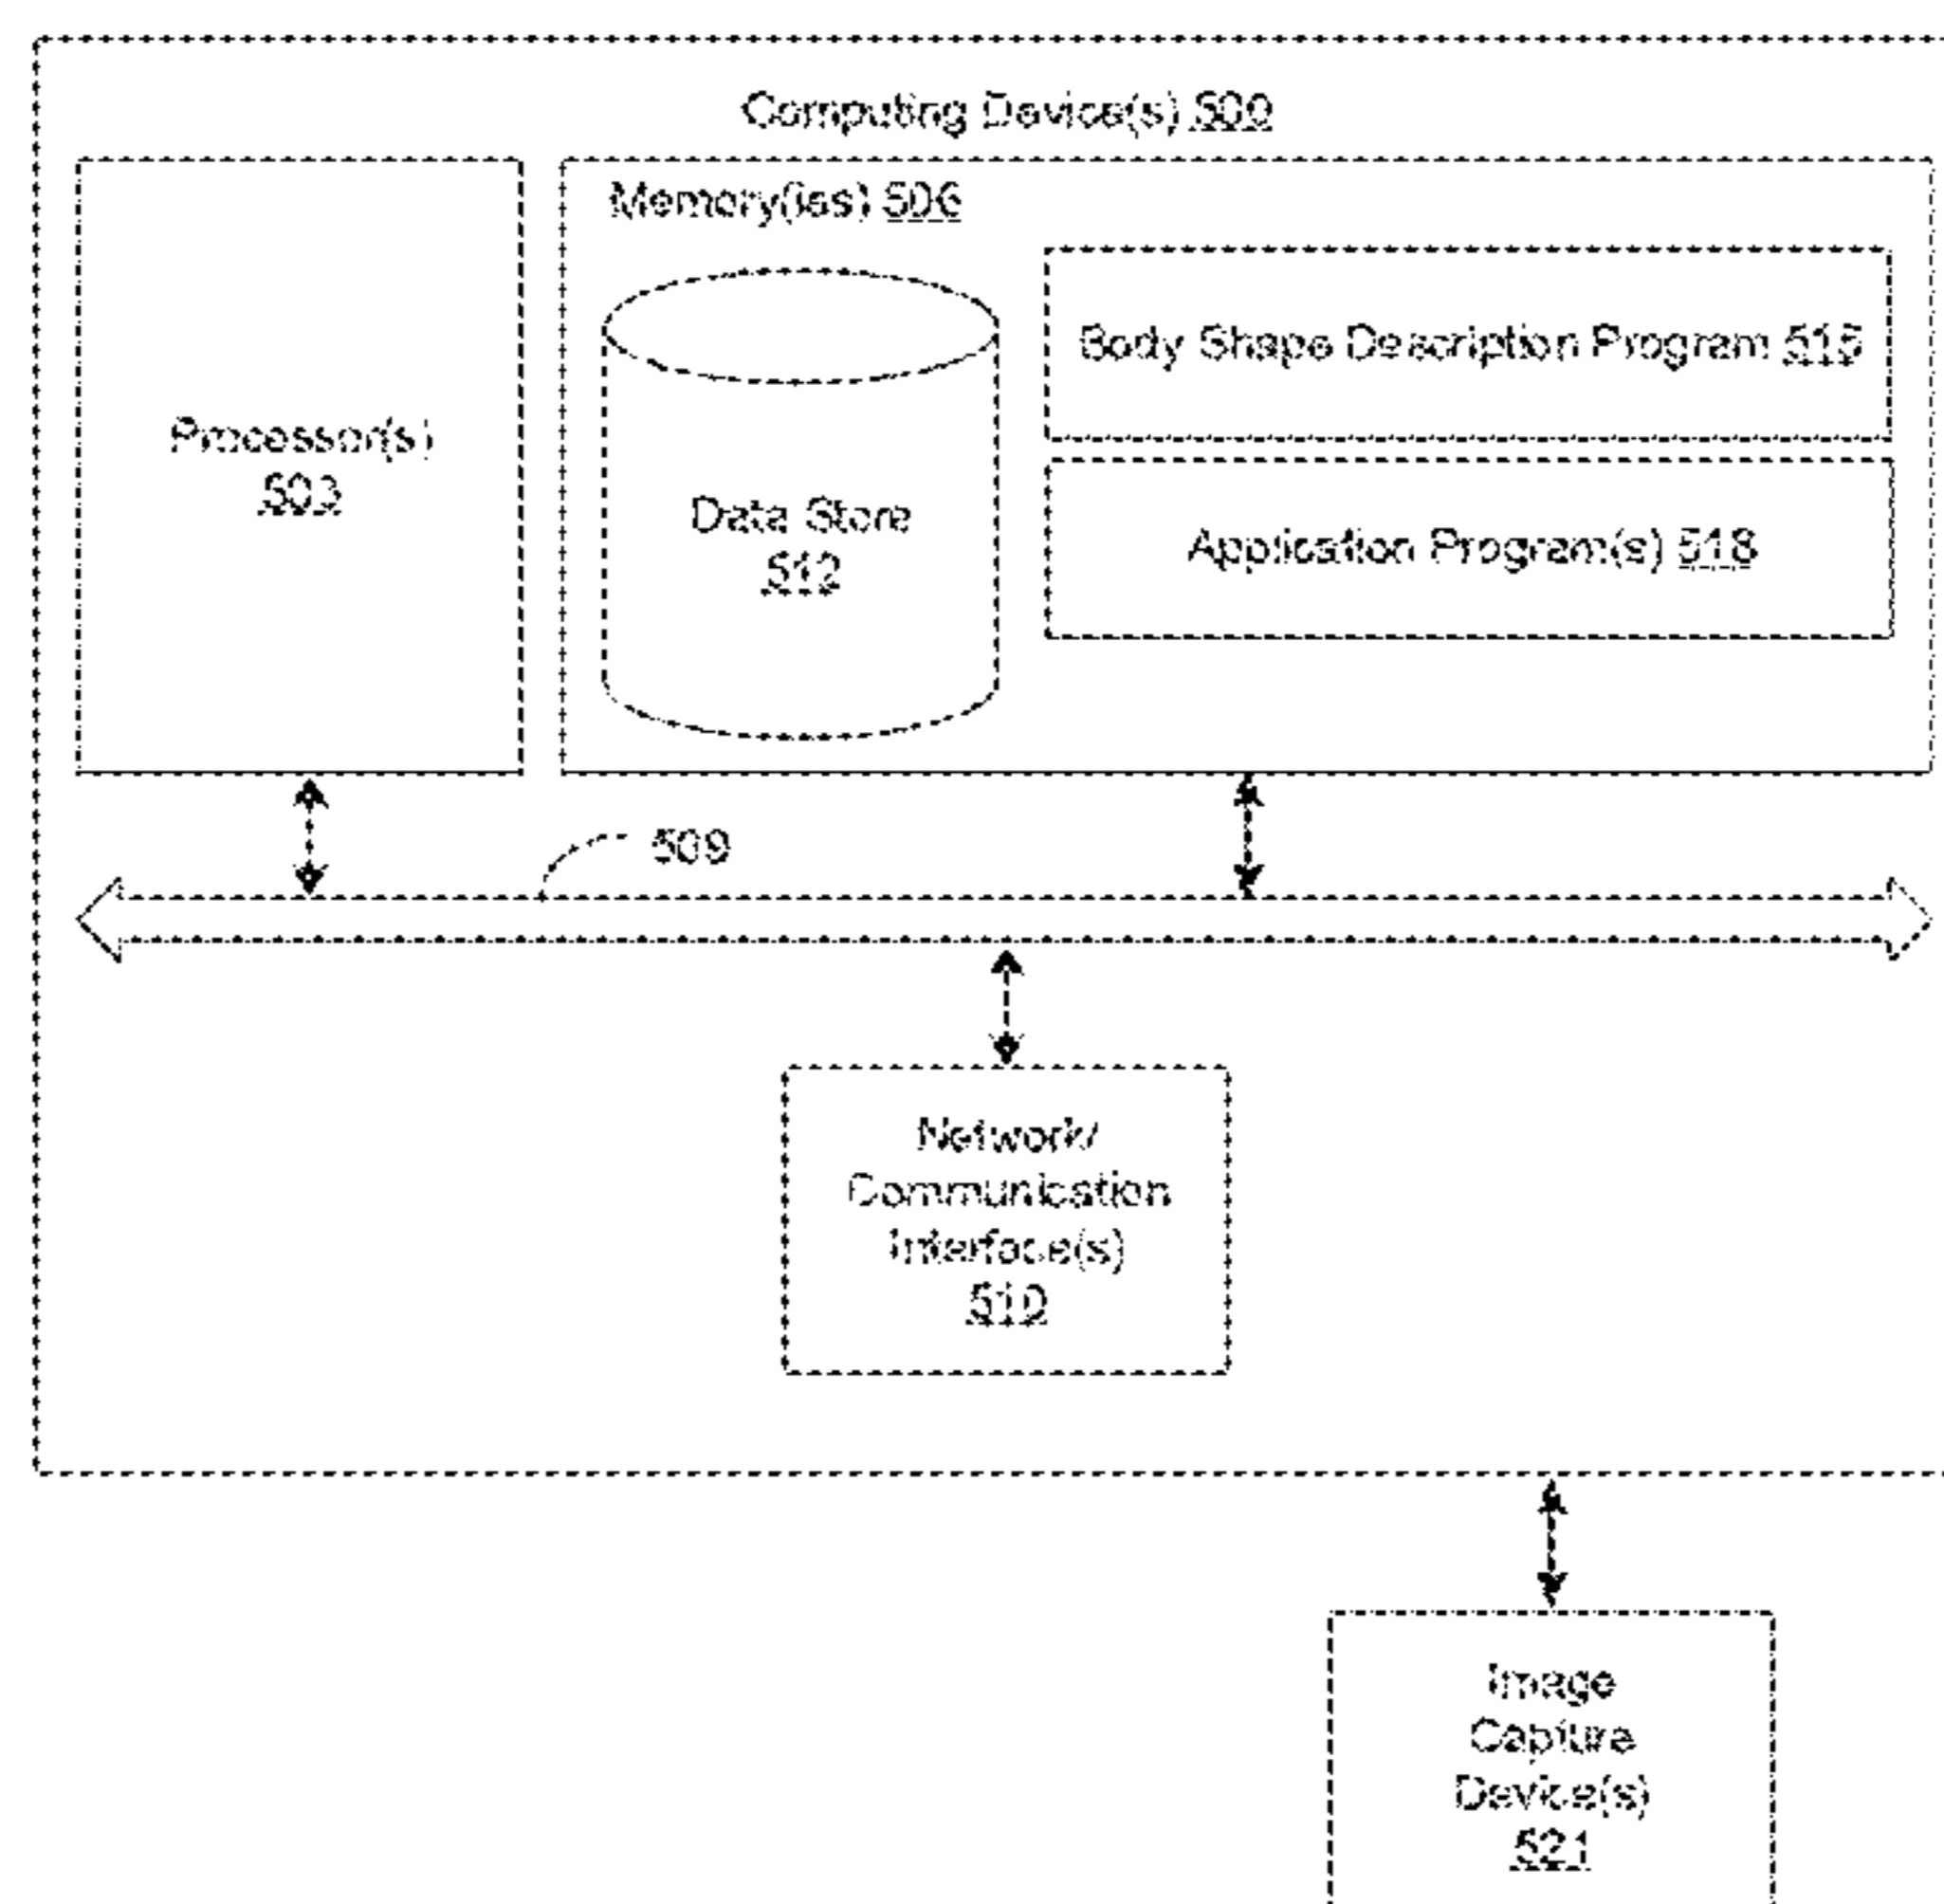 Computing Device(s) 500
Memory(ies) 506
Body Shape Description Program 515
Processor(s)
503
Data Store
512
Application Program(s) 518
509
Network/
Communication
Interface(s)
510
Image
Capture
Device(s)
521